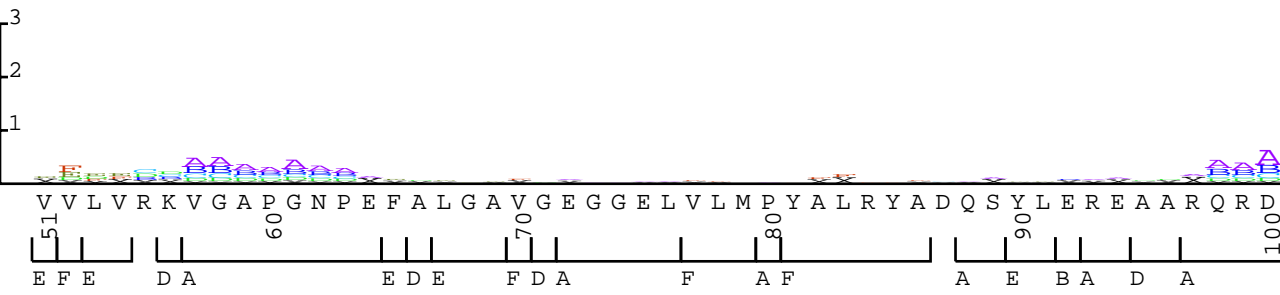 3
2
1
V V L V R K V G A P G N P E F A L G A V G E G G E L V L M P Y A L R Y A D Q S Y L E R E A A R Q R D
51 60 70 80 90 100
E F E D A E D E F D A F A F A E B A D A